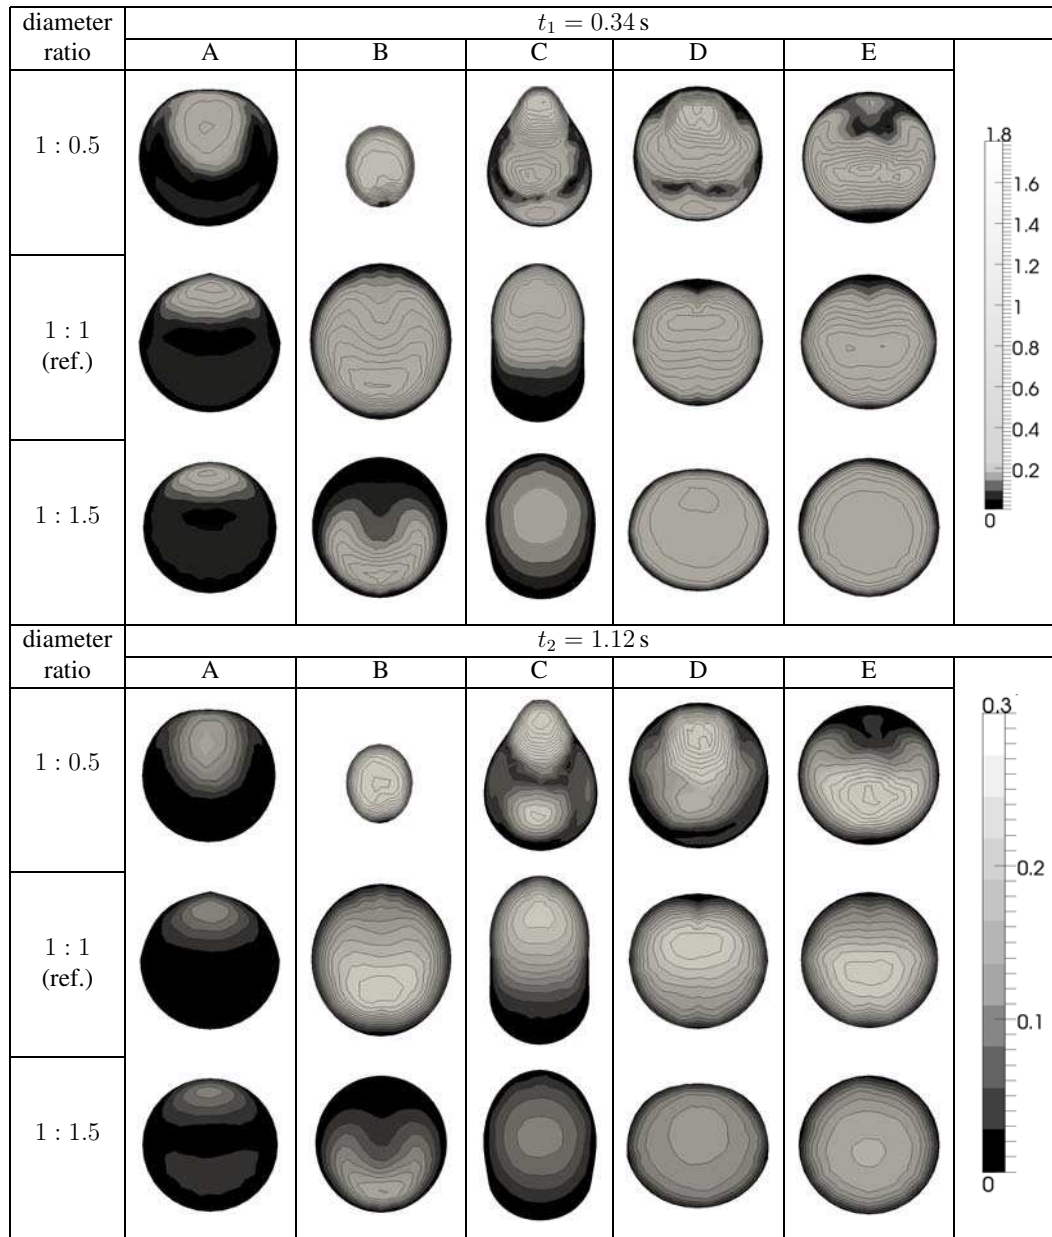 diameter ratio
t₁ = 0.34 s
A B C D E
1 : 0.5
1 : 1
(ref.)
1 : 1.5
1.8
1.6
1.4
1.2
1
0.8
0.6
0.4
0.2
0
diameter ratio
t₂ = 1.12 s
A B C D E
1 : 0.5
1 : 1
(ref.)
1 : 1.5
0.3
0.2
0.1
0